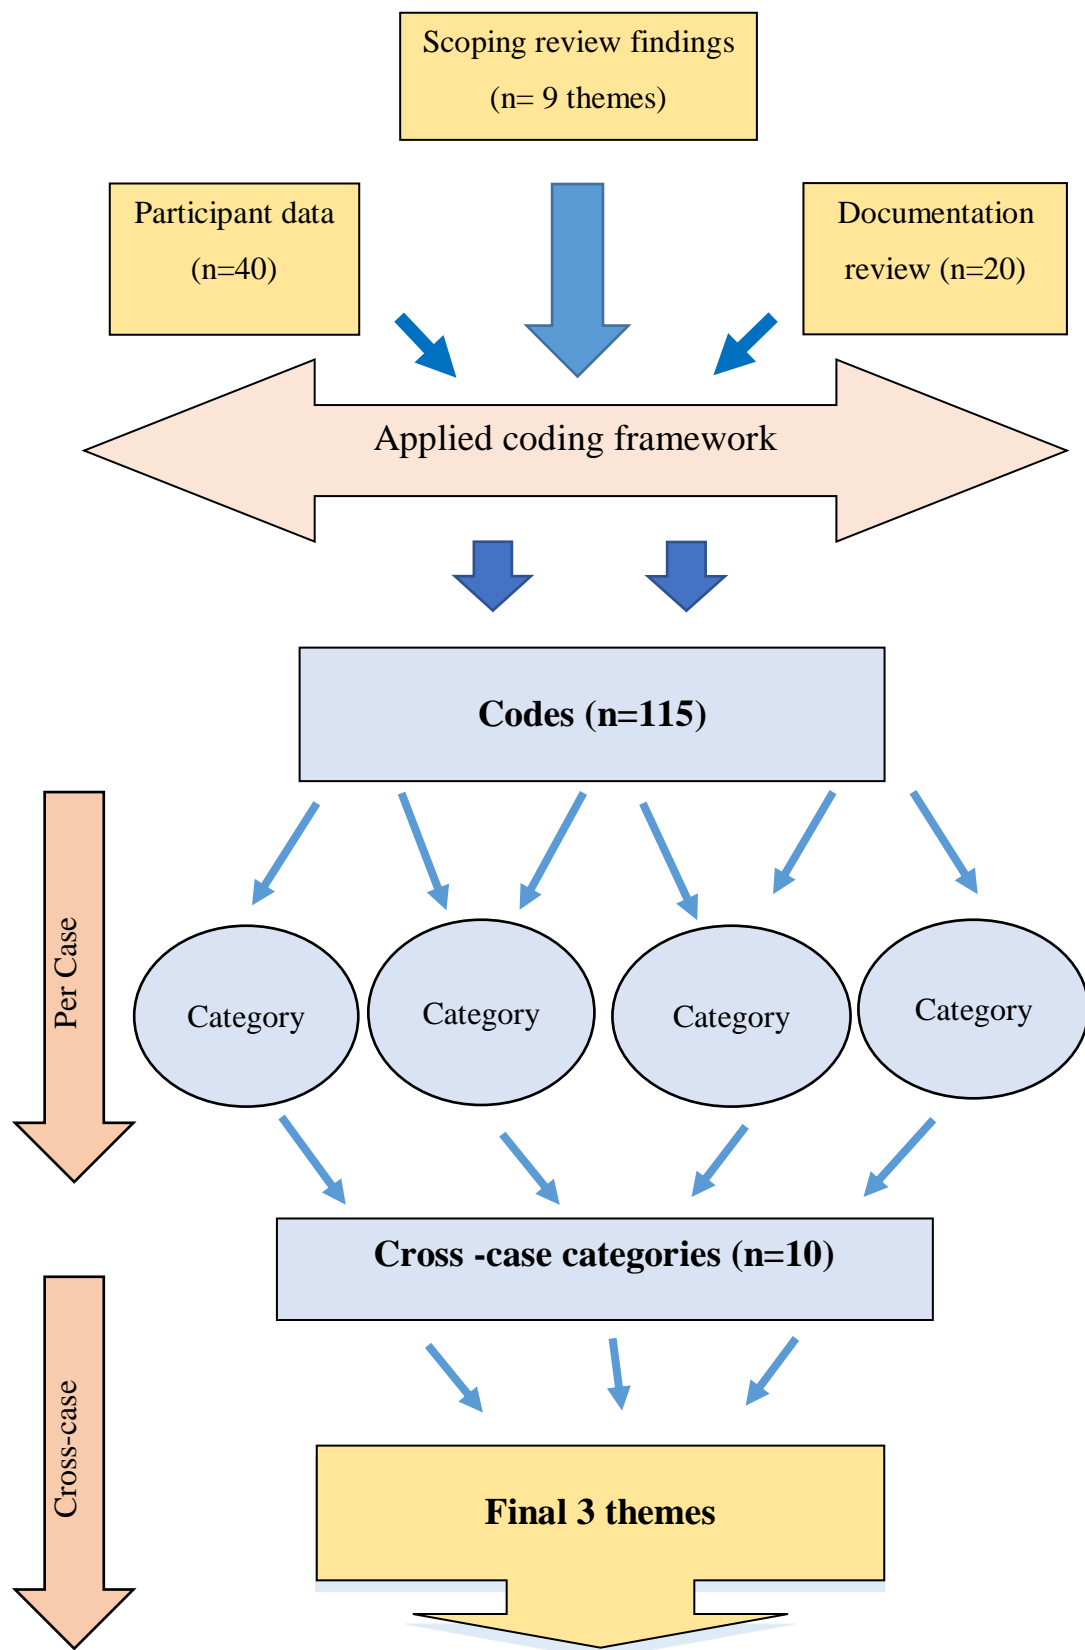 Scoping review findings
(n= 9 themes)
Participant data
(n=40)
Documentation
review (n=20)
Applied coding framework
Codes (n=115)
Per Case
Category
Category
Category
Category
Cross -case categories (n=10)
Cross-case
Final 3 themes